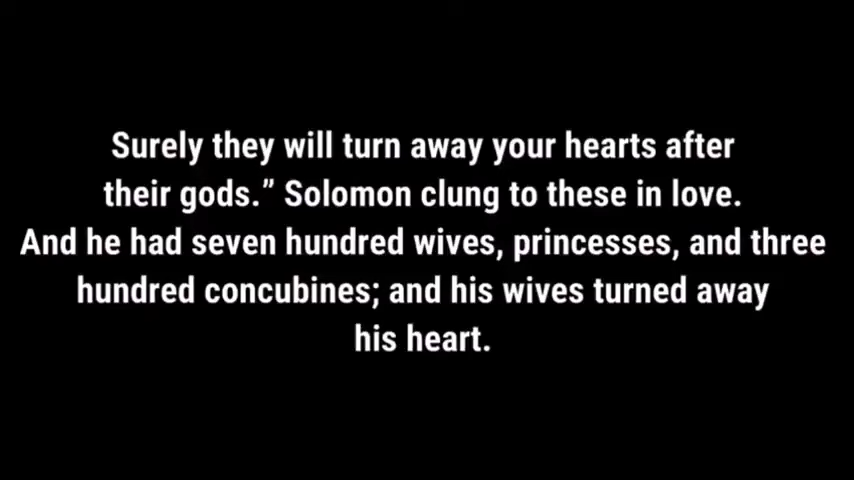 Surely they will turn away your hearts after
their gods.” Solomon clung to these in love.
And he had seven hundred wives, princesses, and three
hundred concubines; and his wives turned away
his heart.